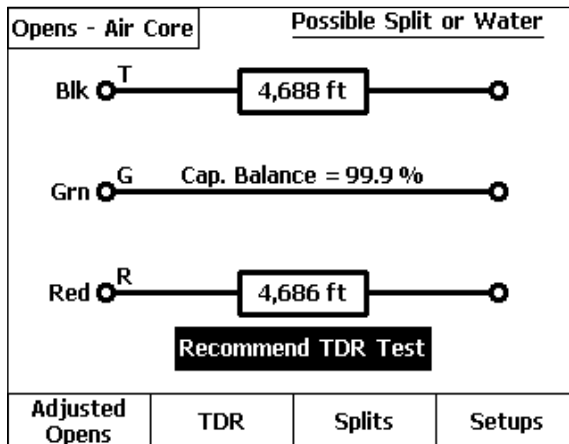 Opens - Air Core
Possible Split or Water
Blk
T
4,688 ft
Grn
G
Cap. Balance = 99.9 %
Red
R
4,686 ft
Recommend TDR Test
Adjusted
Opens
TDR
Splits
Setups